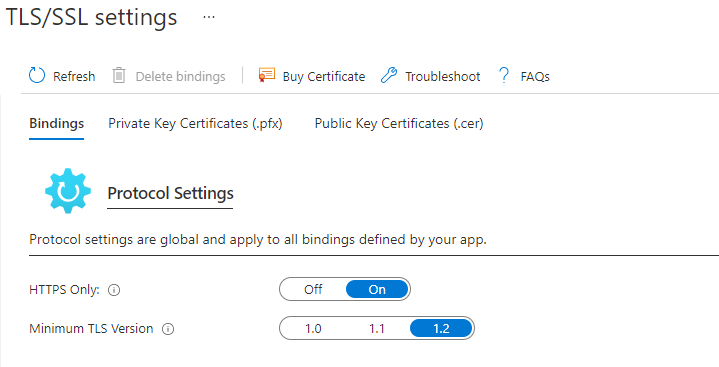 TLS/SSL settings ...
Refresh Delete bindings Buy Certificate Troubleshoot FAQs
Bindings Private Key Certificates (.pfx) Public Key Certificates (.cer)
Protocol Settings
Protocol settings are global and apply to all bindings defined by your app.
HTTPS Only: Off On
Minimum TLS Version 1.0 1.1 1.2